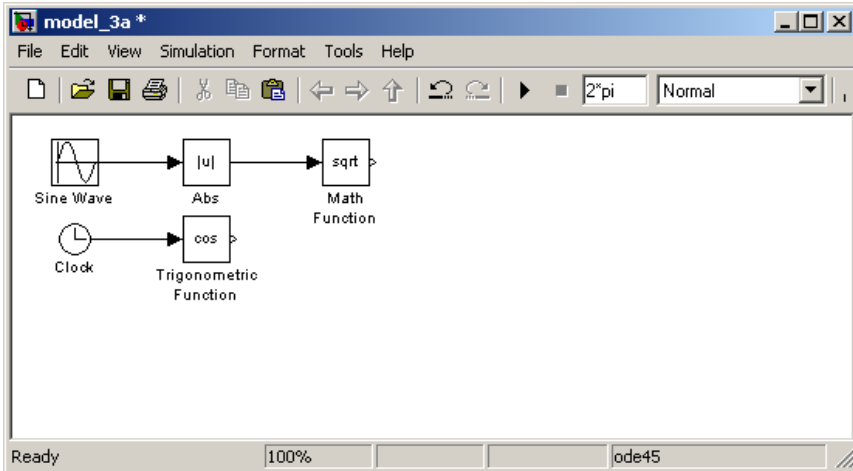 model_3a *
File Edit View Simulation Format Tools Help
2*pi Normal
|u| sqrt
Sine Wave Abs Math
Function
cos
Clock Trigonometric
Function
Ready 100% ode45